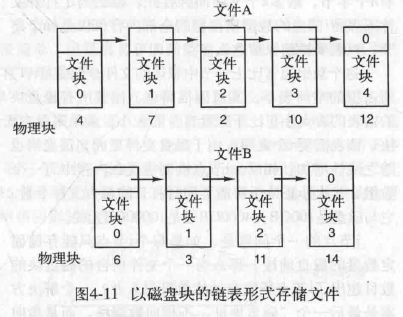 文件A
0
文件 文件 文件 文件 文件
块 块 块 块 块
0 1 2 3 4
物理块 4 7 2 10 12
文件B
0
文件 文件 文件 文件
块 块 块 块
0 1 2 3
物理块 6 3 11 14
图4-11 以磁盘块的链表形式存储文件